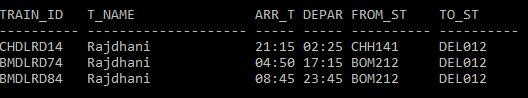 TRAIN_ID T_NAME ARR_T DEPAR FROM_ST TO_ST
---------- -------------------- ----- ----- ---------- ----------
CHDLRD14 Rajdhani 21:15 02:25 CHH141 DEL012
BMDLRD74 Rajdhani 04:50 17:15 BOM212 DEL012
BMDLRD84 Rajdhani 08:45 23:45 BOM212 DEL012